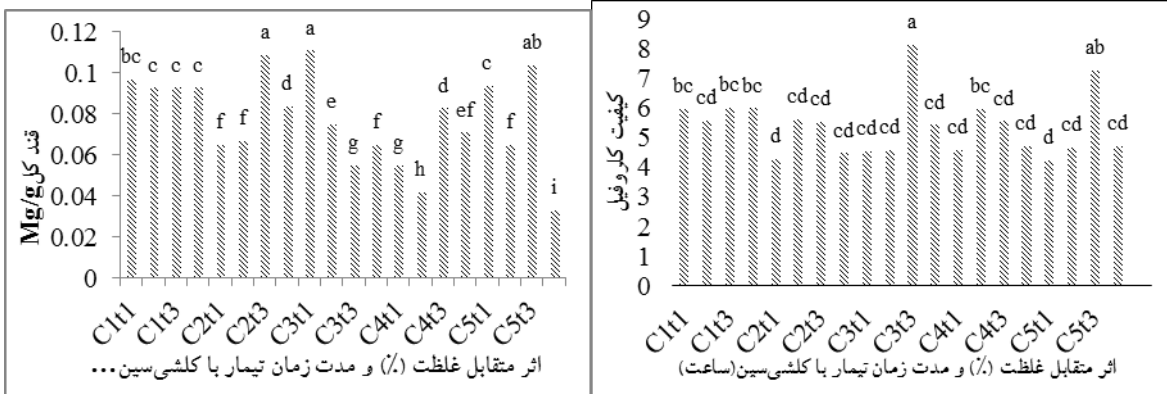 0.12
0.1
0.08
0.06
0.04
0.02
0
قند کل Mg/g
bc c c c f f a d a e g f g h d ef c f ab i
C1t1 C1t3 C2t1 C2t3 C3t1 C3t3 C4t1 C4t3 C5t1 C5t3
اثر متقابل غلظت (٪) و مدت زمان تیمار با کلشی‌سین...
9
8
7
6
5
4
3
2
1
0
کیفیت کاروفیل
bc cd bc bc d cd cd cd cd cd a cd cd bc cd cd d cd ab cd
C1t1 C1t3 C2t1 C2t3 C3t1 C3t3 C4t1 C4t3 C5t1 C5t3
اثر متقابل غلظت (٪) و مدت زمان تیمار با کلشی‌سین(ساعت)